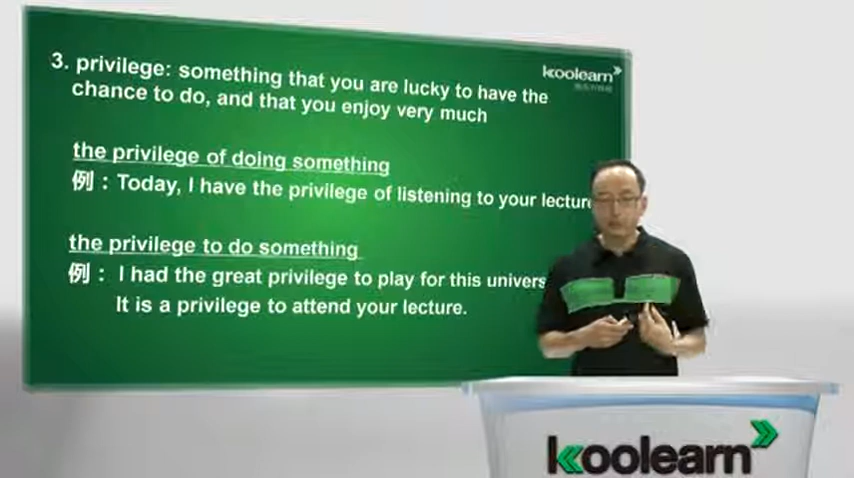 3. privilege: something that you are lucky to have the
chance to do, and that you enjoy very much
koolearn
the privilege of doing something
例：Today, I have the privilege of listening to your
the privilege to do something
例： I had the great privilege to play for this
It is a privilege to attend your lecture.
koolearn